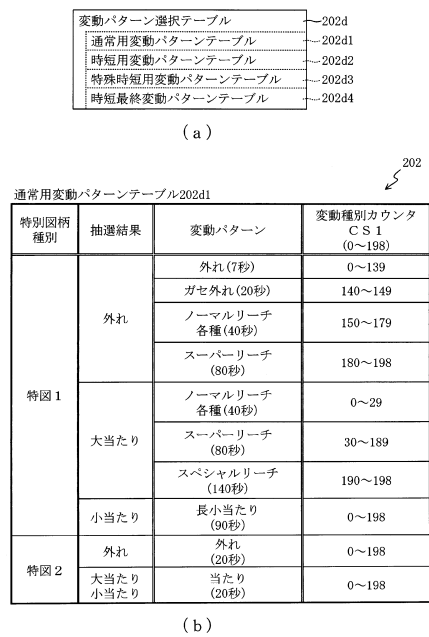 変動パターン選択テーブル 202d
通常用変動パターンテーブル 202d1
時短用変動パターンテーブル 202d2
特殊時短用変動パターンテーブル 202d3
時短最終変動パターンテーブル 202d4
(a)
202
通常用変動パターンテーブル202d1
特別図柄
種別
抽選結果
変動パターン
変動種別カウンタ
CS1
(0〜198)
特図1
外れ
外れ(7秒)
0〜139
ガセ外れ(20秒)
140〜149
ノーマルリーチ
各種(40秒)
150〜179
スーパーリーチ
(80秒)
180〜198
大当たり
ノーマルリーチ
各種(40秒)
0〜29
スーパーリーチ
(80秒)
30〜189
スペシャルリーチ
(140秒)
190〜198
小当たり
長小当たり
(90秒)
0〜198
特図2
外れ
外れ
(20秒)
0〜198
大当たり
小当たり
当たり
(20秒)
0〜198
(b)